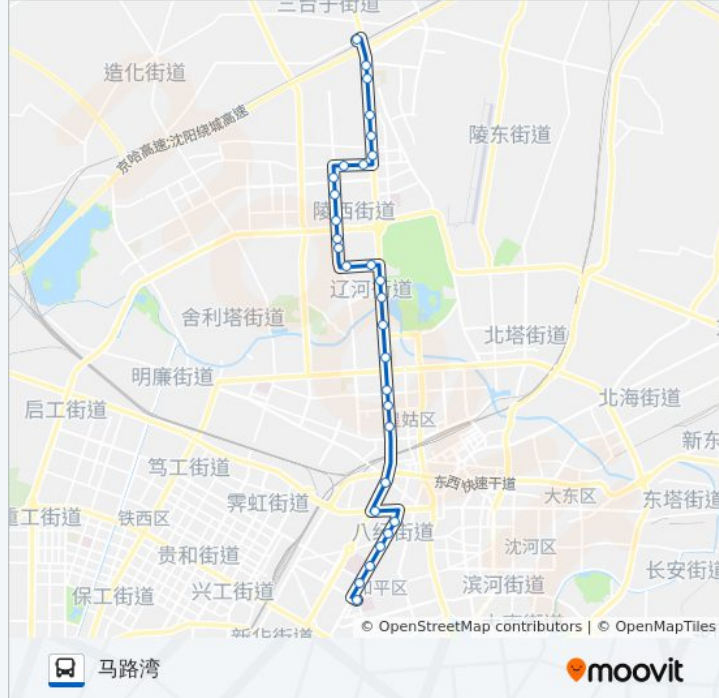 三台子街道
造化街道
京哈高速;沈阳绕城高速
陵东街道
陵西街道
辽河街道
舍利塔街道
北塔街道
明廉街道
启工街道
北海街道
姑区
新东
笃工街道
东西快速干道
霁虹街道
大东区
东塔街道
重工街道
铁西区
八经街道
沈河区
贵和街道
长安街道
保工街道
兴工街道
和平区
滨河街道
新华街道
© OpenStreetMap contributors | © OpenMapTiles
马路湾
moovit